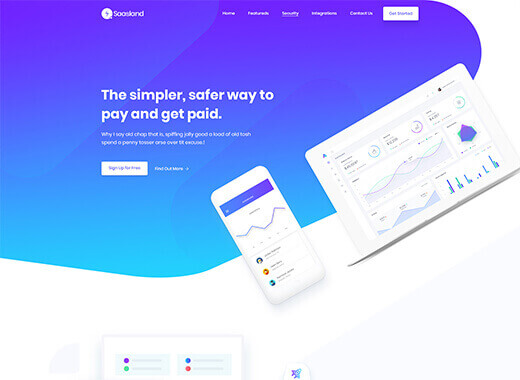 Saasland
Home Featureds Security Integrations Contact Us Get Started
The simpler, safer way to
pay and get paid.
Why I say old chap that is, spiffing jolly good a load of old tosh
spend a penny tosser arse over tit excuse.!
Sign Up for Free Find Out More